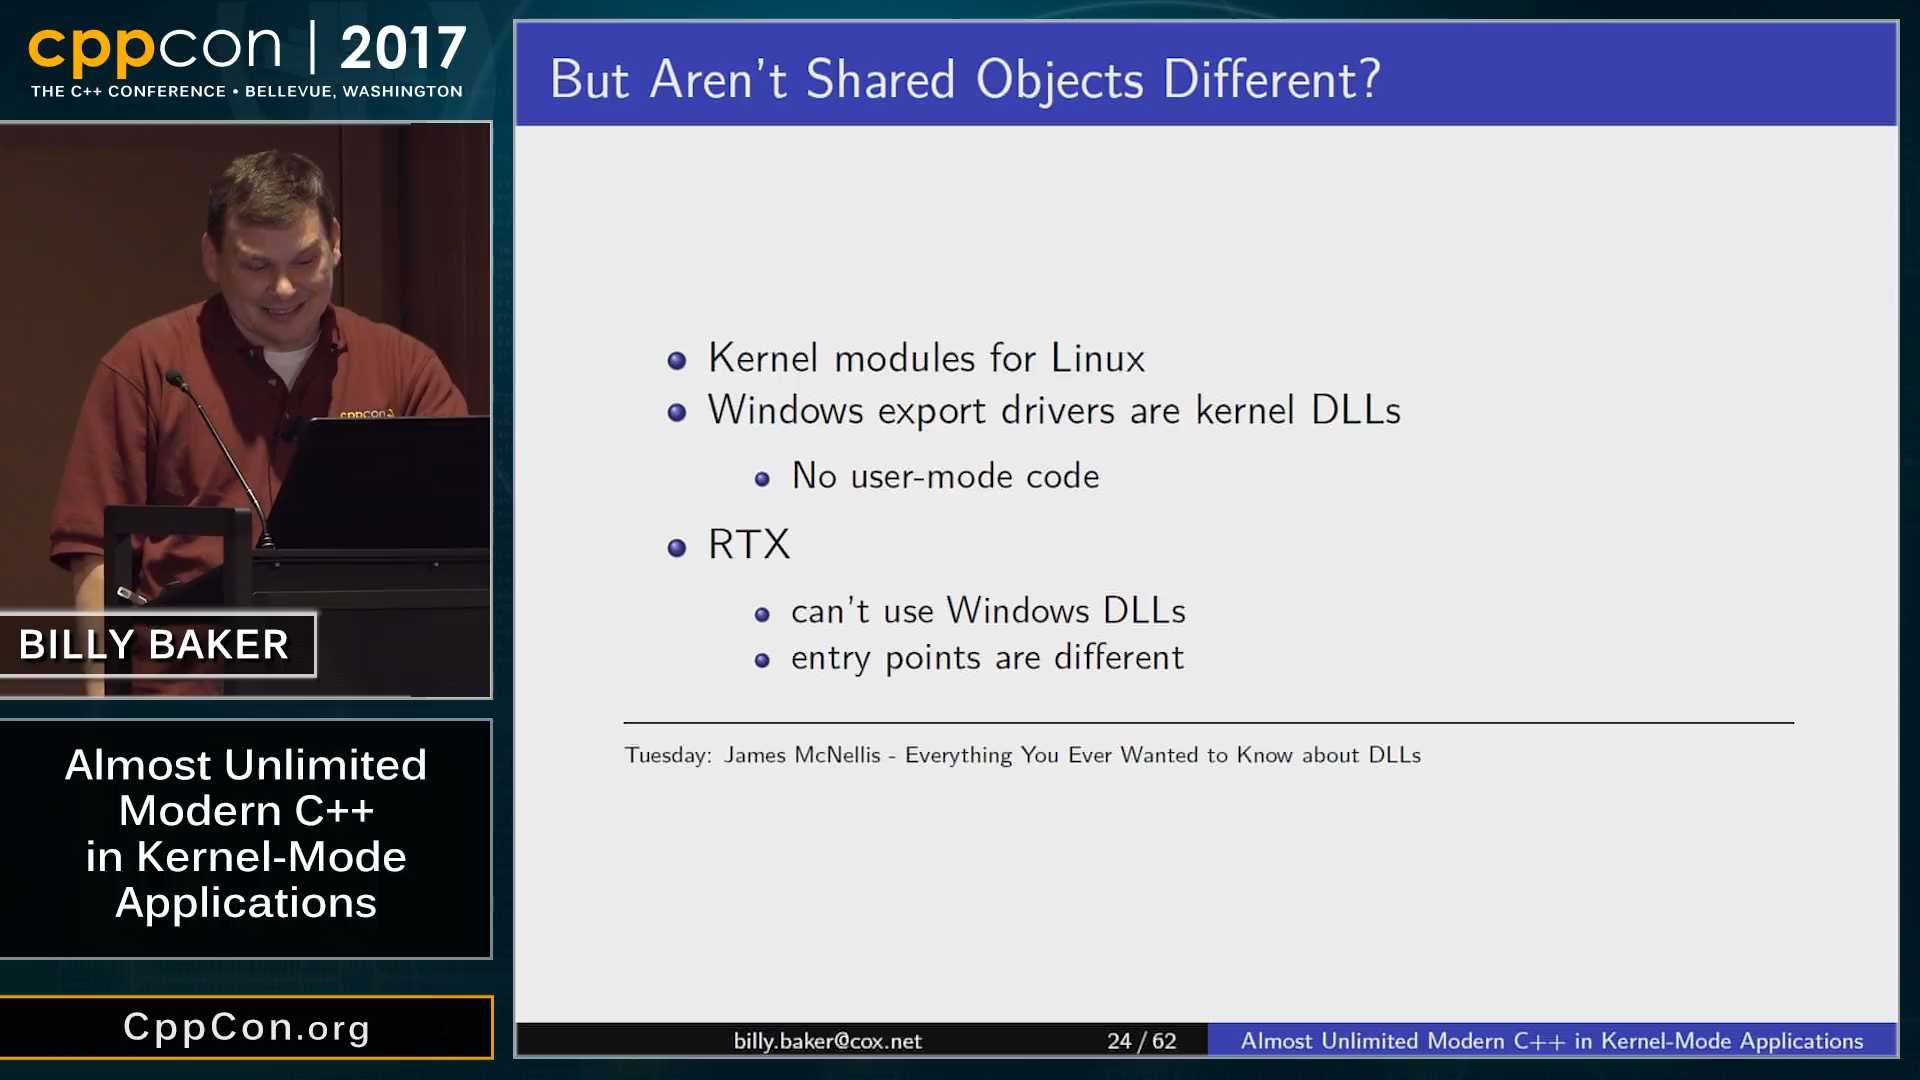 cppcon | 2017
THE C++ CONFERENCE • BELLEVUE, WASHINGTON
cppcon
BILLY BAKER
Almost Unlimited
Modern C++
in Kernel-Mode
Applications
CppCon.org
But Aren't Shared Objects Different?
Kernel modules for Linux
Windows export drivers are kernel DLLs
No user-mode code
RTX
can't use Windows DLLs
entry points are different
Tuesday: James McNellis - Everything You Ever Wanted to Know about DLLs
billy.baker@cox.net 24 / 62 Almost Unlimited Modern C++ in Kernel-Mode Applications